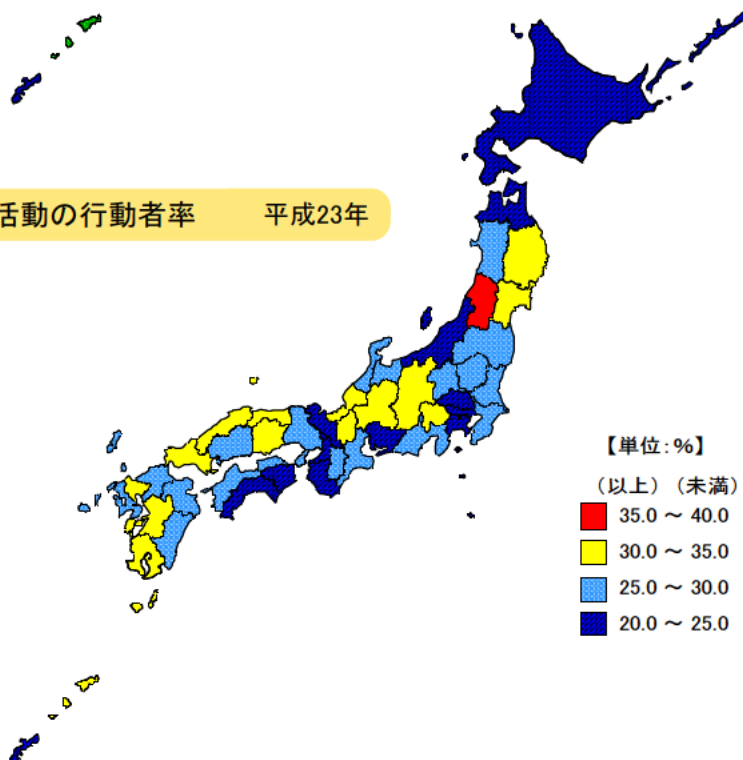 活動の行動者率 平成23年
【単位:%】
(以上)(未満)
35.0 ~ 40.0
30.0 ~ 35.0
25.0 ~ 30.0
20.0 ~ 25.0